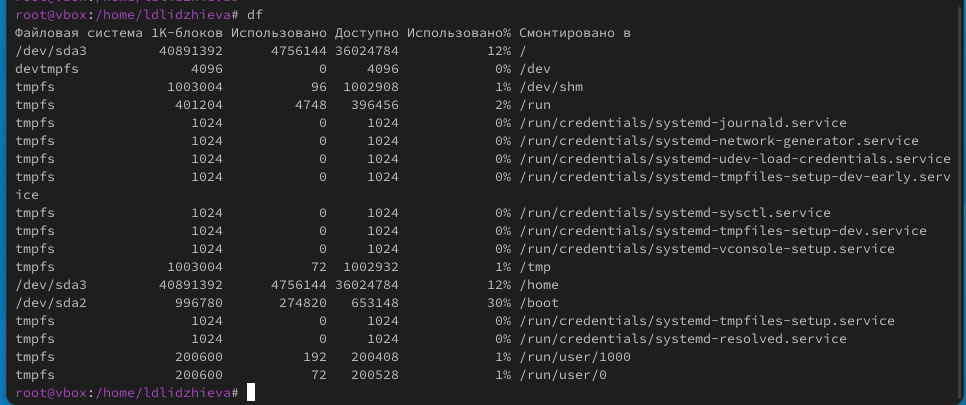 root@vbox:/home/ldlidzhieva# df
Файловая система 1K-блоков Использовано Доступно Использовано% Смонтировано в
/dev/sda3         40891392      4756144 36024784           12% /
devtmpfs              4096            0     4096            0% /dev
tmpfs              1003004           96  1002908            1% /dev/shm
tmpfs               401204         4748   396456            2% /run
tmpfs                 1024            0     1024            0% /run/credentials/systemd-journald.service
tmpfs                 1024            0     1024            0% /run/credentials/systemd-network-generator.service
tmpfs                 1024            0     1024            0% /run/credentials/systemd-udev-load-credentials.service
tmpfs                 1024            0     1024            0% /run/credentials/systemd-tmpfiles-setup-dev-early.serv
ice
tmpfs                 1024            0     1024            0% /run/credentials/systemd-sysctl.service
tmpfs                 1024            0     1024            0% /run/credentials/systemd-tmpfiles-setup-dev.service
tmpfs                 1024            0     1024            0% /run/credentials/systemd-vconsole-setup.service
tmpfs              1003004           72  1002932            1% /tmp
/dev/sda3         40891392      4756144 36024784           12% /home
/dev/sda2           996780       274820   653148           30% /boot
tmpfs                 1024            0     1024            0% /run/credentials/systemd-tmpfiles-setup.service
tmpfs                 1024            0     1024            0% /run/credentials/systemd-resolved.service
tmpfs               200600          192   200408            1% /run/user/1000
tmpfs               200600           72   200528            1% /run/user/0
root@vbox:/home/ldlidzhieva#